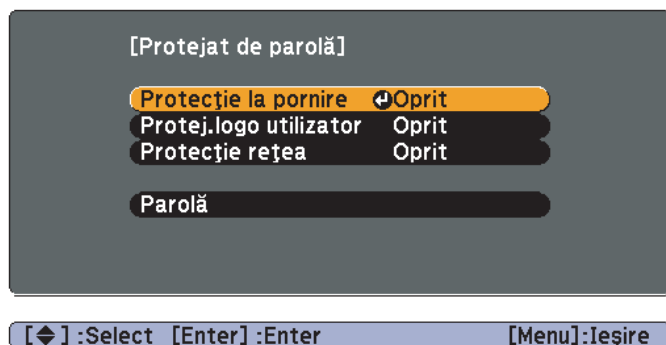 [Protejat de parolă]
Protecţie la pornire Oprit
Protej.logo utilizator Oprit
Protecţie reţea Oprit
Parolă
[◆] :Select [Enter] :Enter [Menu]:Ieşire